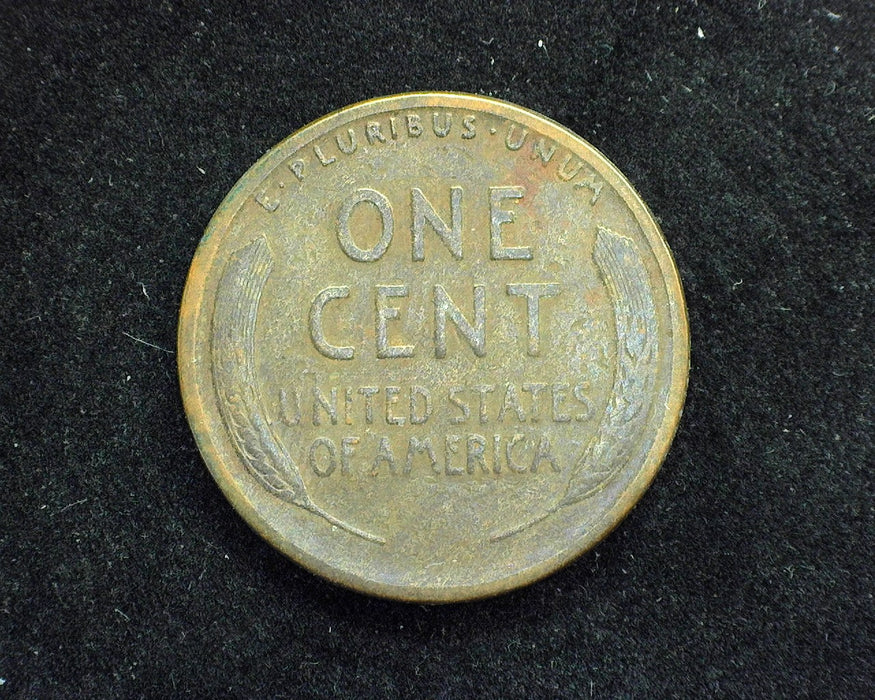 E·PLURIBUS·UNUM
ONE
CENT
UNITED STATES
OF AMERICA